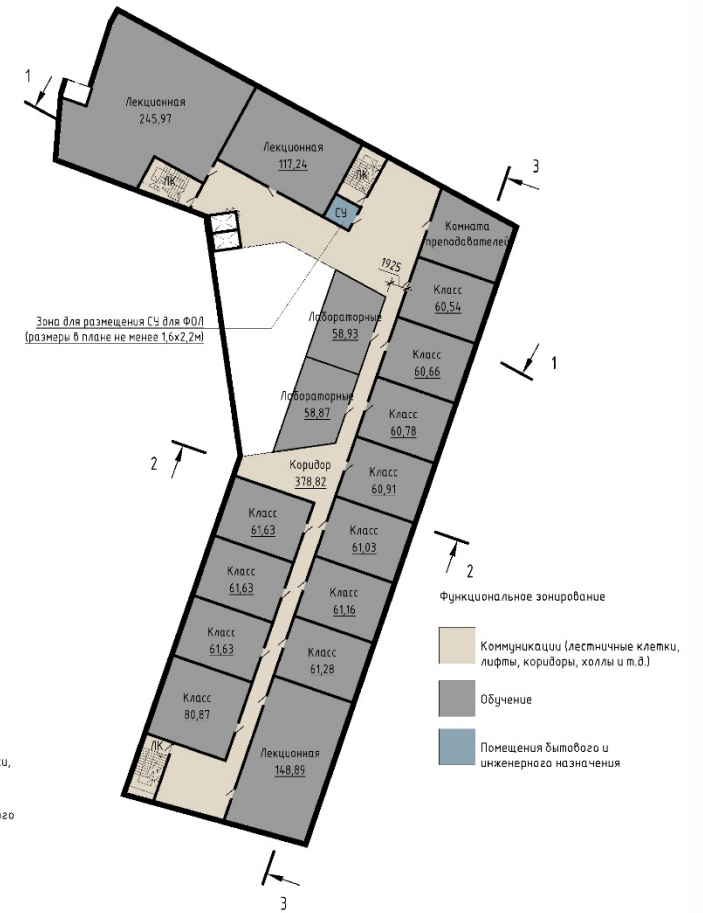 1
Лекционная
245,97
Лекционная
117,24
ЛК
ЛК
СУ
3
Комната
преподавателей
1925
Класс
60,54
Зона для размещения СУ для ФОЛ
(размеры в плане не менее 1,6х2,2м)
Лабораторные
58,93
Класс
60,66
1
Лабораторные
58,87
Класс
60,78
2
Коридор
378,82
Класс
60,91
Класс
61,63
Класс
61,03
2
Класс
61,63
Класс
61,16
Функциональное зонирование
Класс
61,63
Класс
61,28
Коммуникации (лестничные клетки,
лифты, коридоры, холлы и т.д.)
Класс
80,87
Обучение
ЛК
Лекционная
148,89
Помещения бытового и
инженерного назначения
ки,
ого
3